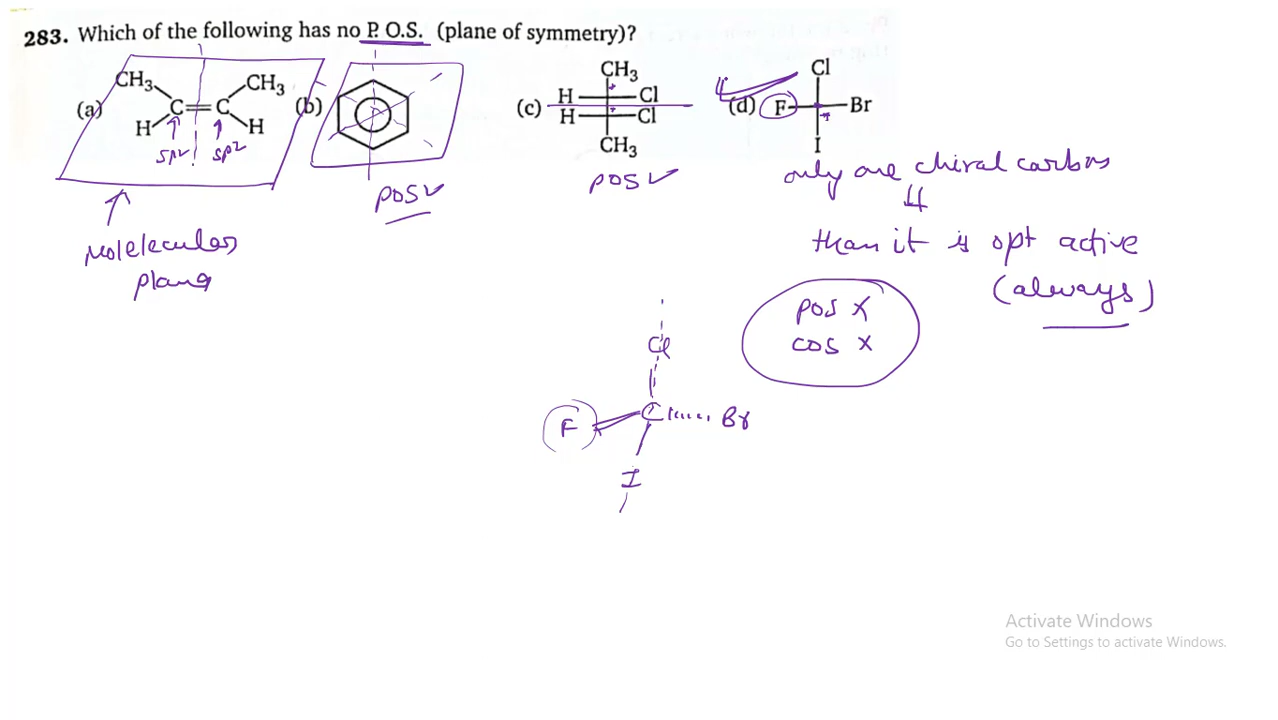 283. Which of the following has no P.O.S. (plane of symmetry)?
(a) CH3 CH3 C=C H H
sp2 sp2
(b)
(c) CH3 H Cl H Cl CH3
(d) Cl F Br I
POS✓
POS✓
only one chiral carbon
than it is opt active
(always)
Moleleculer
plane
POS X
COS X
Cl
F C Br
I
Activate Windows
Go to Settings to activate Windows.